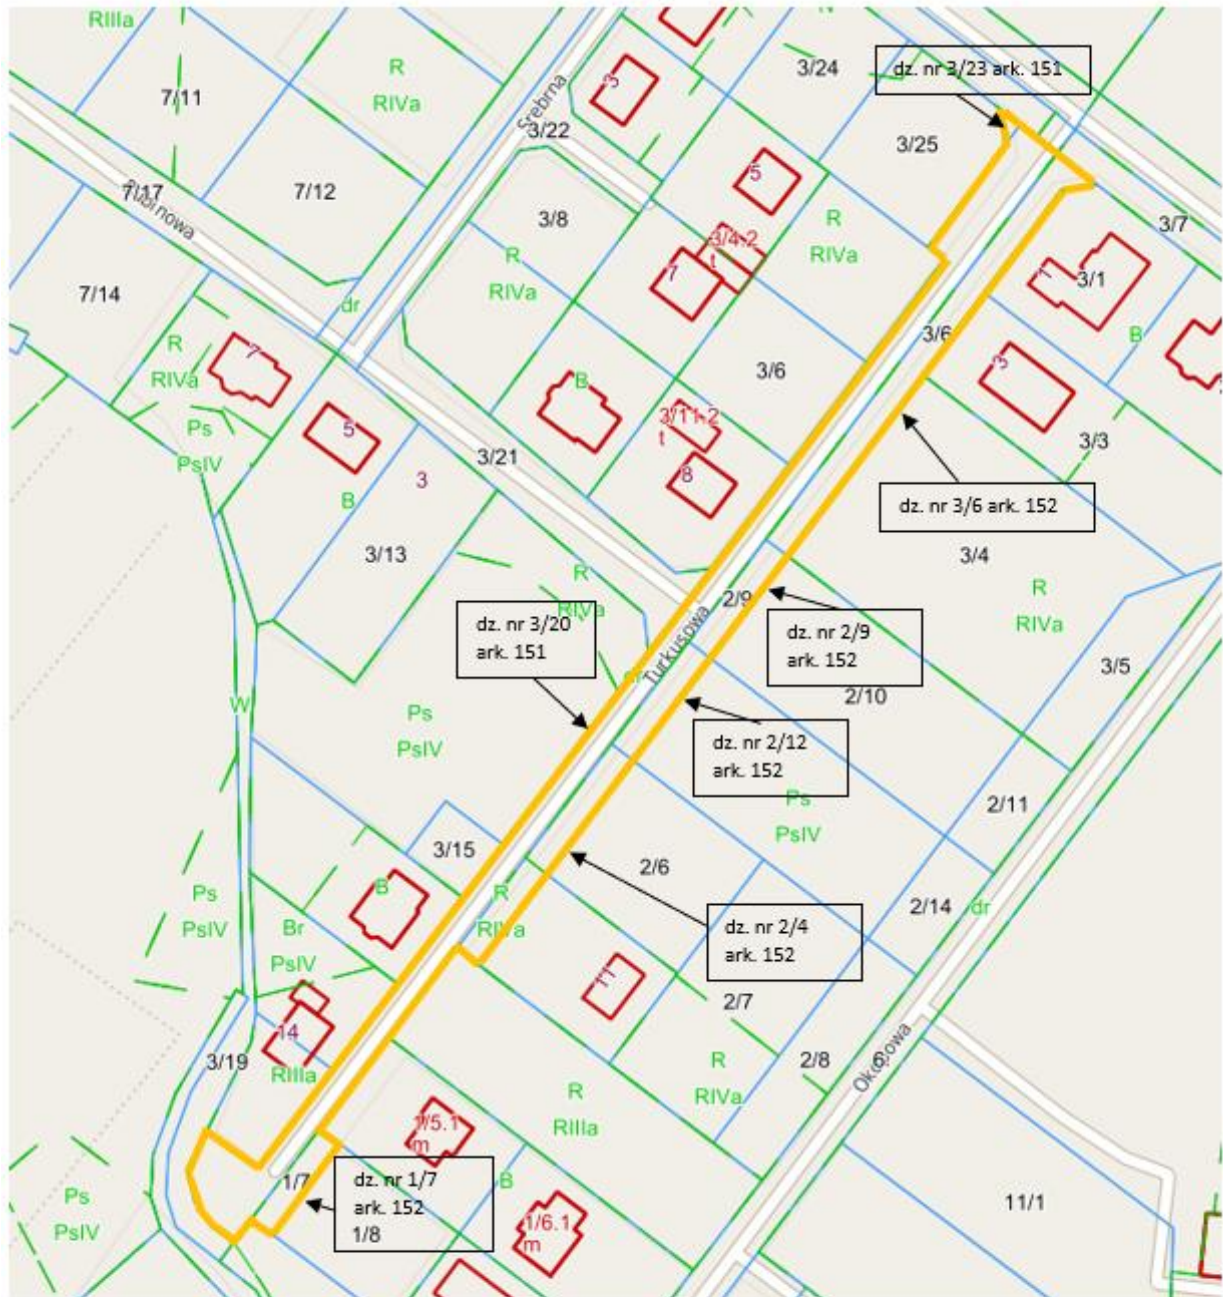 RIIIa
R
RIVa
7/11
3/24
dz. nr 3/23 ark. 151
Srebrna
3
3/22
3/25
7/17
7/12
5
3/8
R
RIVa
3/7
R
RIVa
3/4.2
t
7
1
3/1
7/14
dr
3/6
B
R
RIVa
7
3
3/6
B
5
3/11.2
t
3/3
Ps
PsIV
3/21
8
3
B
dz. nr 3/6 ark. 152
3/13
3/4
R
RIVa
R
RIVa
2/9
dz. nr 3/20
ark. 151
Turkusowa
dz. nr 2/9
ark. 152
3/5
dr
2/10
W
Ps
PsIV
dz. nr 2/12
ark. 152
Ps
PsIV
2/11
3/15
2/6
B
R
RIVa
Ps
PsIV
2/14
dr
Br
PsIV
dz. nr 2/4
ark. 152
11
2/7
14
3/19
2/8
Okopowa
RIIIa
R
RIVa
R
RIIIa
1/5.1
m
1/7
dz. nr 1/7
ark. 152
1/8
B
Ps
PsIV
11/1
1/6.1
m